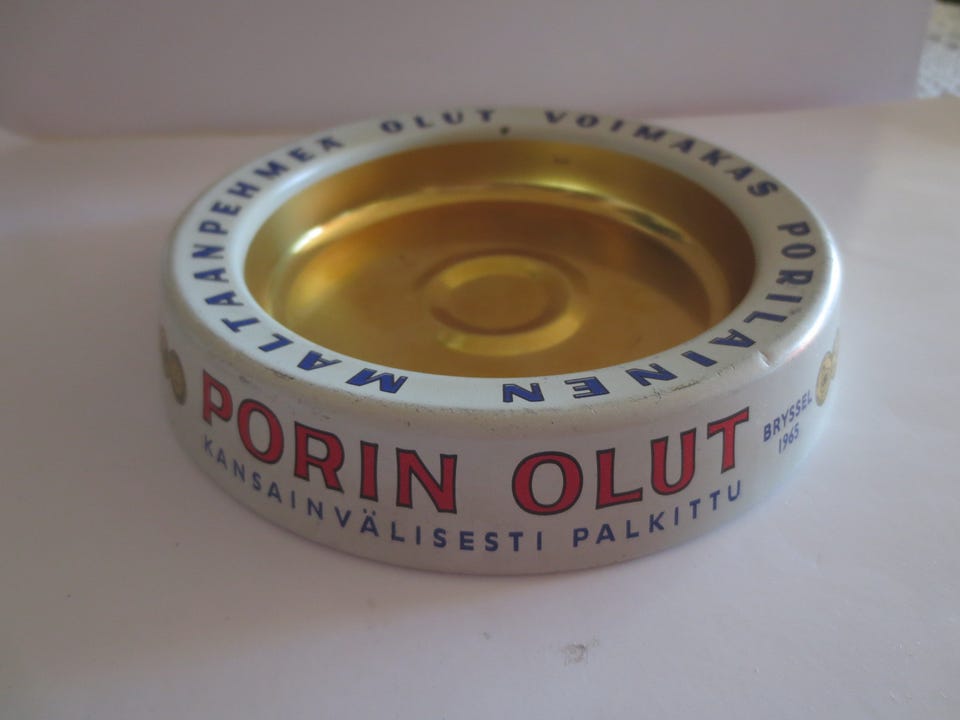 MALTAANPEHMEÄ OLUT, VOIMAKAS PORILAINEN
PORIN OLUT
KANSAINVÄLISESTI PALKITTU
BRYSSEL
1965